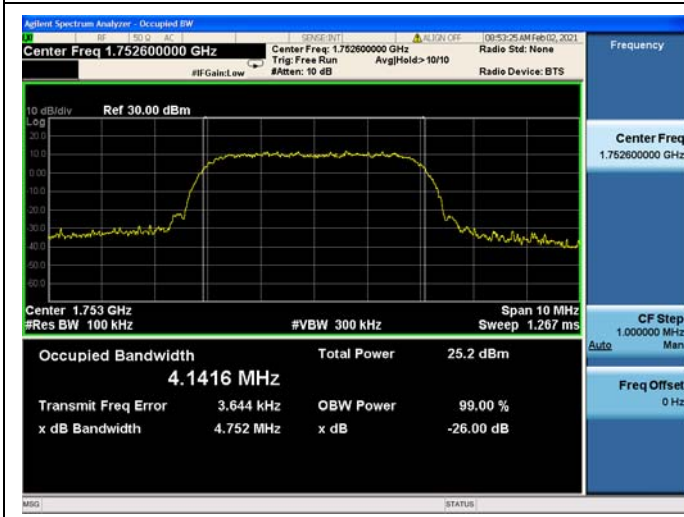 Agilent Spectrum Analyzer - Occupied BW
RF 50 Ω AC SENSE:INT ALIGN OFF 08:53:25 AM Feb 02, 2021
Center Freq 1.752600000 GHz Center Freq: 1.752600000 GHz Radio Std: None
Trig: Free Run Avg|Hold:> 10/10
#IFGain:Low #Atten: 10 dB Radio Device: BTS
Frequency
10 dB/div Ref 30.00 dBm
Log
20.0
10.0
0.00
-10.0
-20.0
-30.0
-40.0
-50.0
-60.0
Center 1.753 GHz Span 10 MHz
#Res BW 100 kHz #VBW 300 kHz Sweep 1.267 ms
Occupied Bandwidth Total Power 25.2 dBm
4.1416 MHz
Transmit Freq Error 3.644 kHz OBW Power 99.00 %
x dB Bandwidth 4.752 MHz x dB -26.00 dB
Center Freq
1.752600000 GHz
CF Step
1.000000 MHz
Auto Man
Freq Offset
0 Hz
MSG STATUS